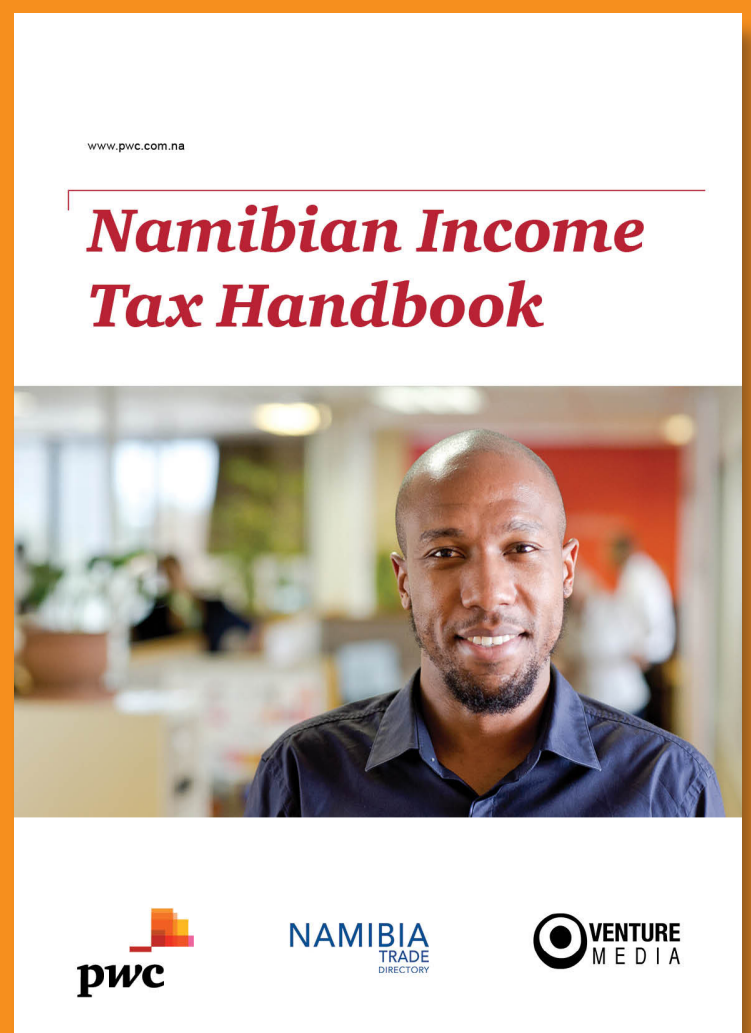 www.pwc.com.na
Namibian Income
Tax Handbook
pwc
NAMIBIA
TRADE
DIRECTORY
VENTURE
MEDIA